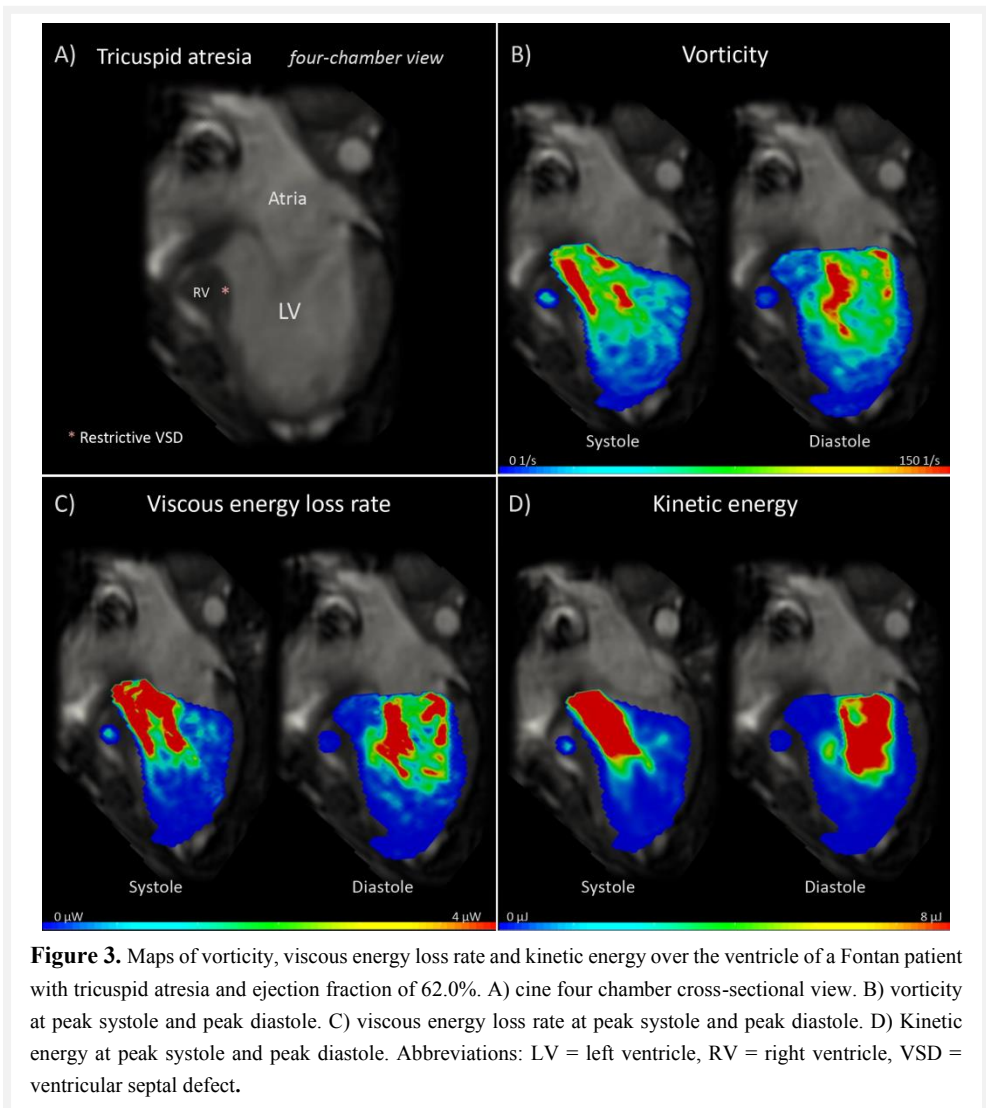 A) Tricuspid atresia four-chamber view
Atria
RV *
LV
* Restrictive VSD
B) Vorticity
Systole Diastole
0 1/s 150 1/s
C) Viscous energy loss rate
Systole Diastole
0 µW 4 µW
D) Kinetic energy
Systole Diastole
0 µJ 8 µJ
Figure 3. Maps of vorticity, viscous energy loss rate and kinetic energy over the ventricle of a Fontan patient
with tricuspid atresia and ejection fraction of 62.0%. A) cine four chamber cross-sectional view. B) vorticity
at peak systole and peak diastole. C) viscous energy loss rate at peak systole and peak diastole. D) Kinetic
energy at peak systole and peak diastole. Abbreviations: LV = left ventricle, RV = right ventricle, VSD =
ventricular septal defect.